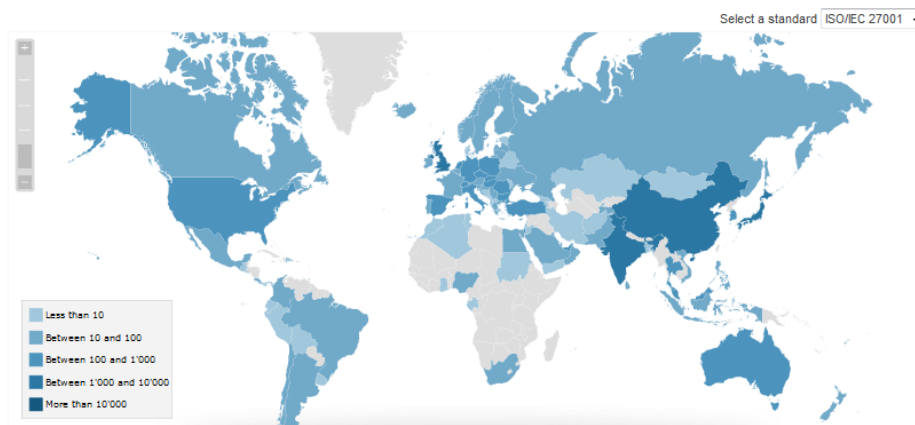 Select a standard ISO/IEC 27001
+
−
Less than 10
Between 10 and 100
Between 100 and 1'000
Between 1'000 and 10'000
More than 10'000